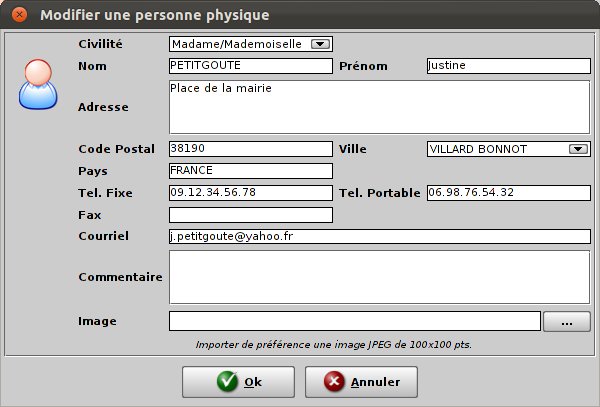 Modifier une personne physique
Civilité Madame/Mademoiselle
Nom PETITGOUTE Prénom Justine
Adresse Place de la mairie
Code Postal 38190 Ville VILLARD BONNOT
Pays FRANCE
Tel. Fixe 09.12.34.56.78 Tel. Portable 06.98.76.54.32
Fax
Courriel j.petitgoute@yahoo.fr
Commentaire
Image ...
Importer de préférence une image JPEG de 100x100 pts.
Ok Annuler